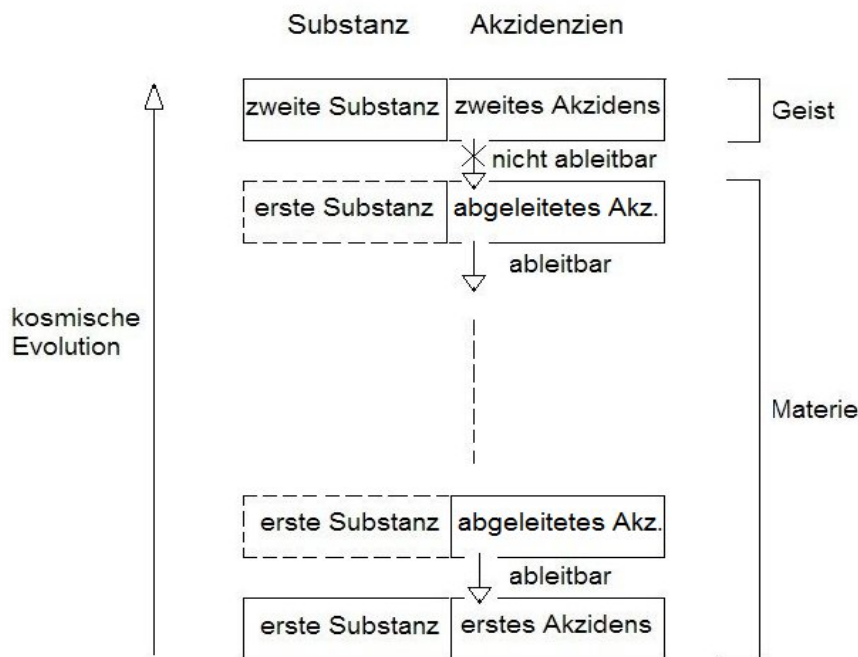 Substanz Akzidenzien
zweite Substanz zweites Akzidens
Geist
nicht ableitbar
erste Substanz abgeleitetes Akz.
ableitbar
kosmische
Evolution
Materie
erste Substanz abgeleitetes Akz.
ableitbar
erste Substanz erstes Akzidens